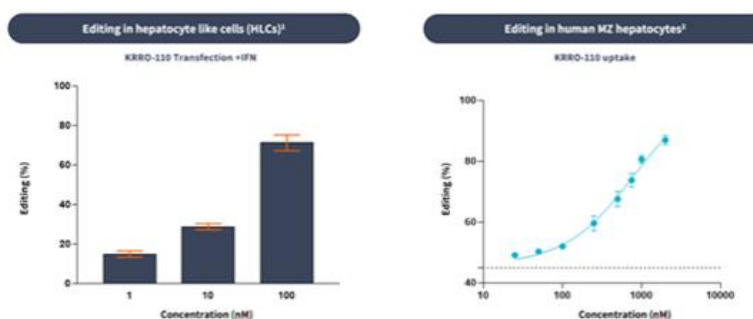 Editing in hepatocyte like cells (HLCs)¹
KRRO-110 Transfection +IFN
100
80
60
40
20
0
Editing (%)
1
10
100
Concentration (nM)
Editing in human MZ hepatocytes²
KRRO-110 uptake
100
80
60
40
Editing (%)
10
100
1000
10000
Concentration (nM)